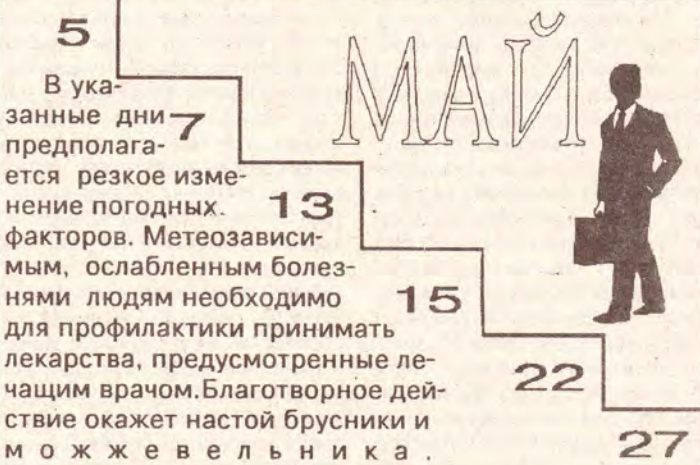 5
МАЙ
В ука-
занные дни 7
предполага-
ется резкое изме-
нение погодных. 13
факторов. Метеозависи-
мым, ослабленным болез-
нями людям необходимо 15
для профилактики принимать
лекарства, предусмотренные ле-
чащим врачом.Благотворное дей- 22
ствие окажет настой брусники и
можжевельника. 27